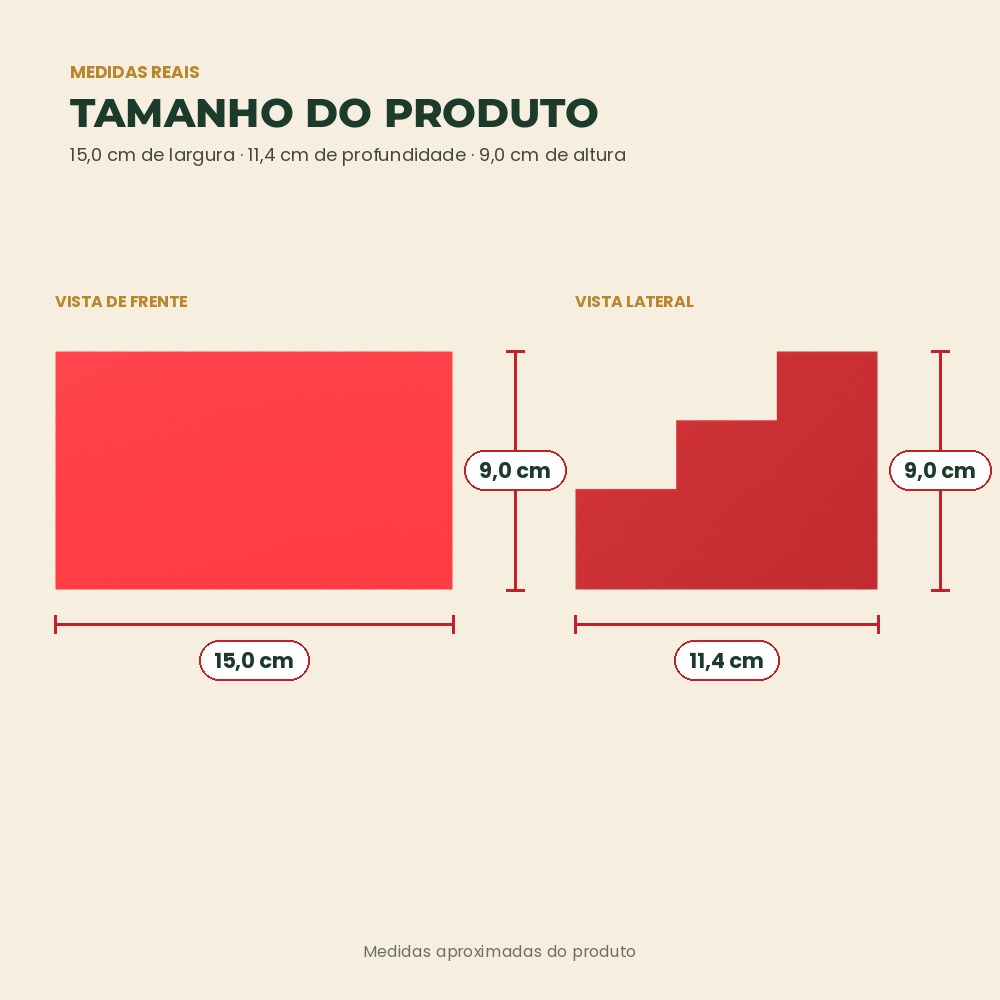 MEDIDAS REAIS
TAMANHO DO PRODUTO
15,0 cm de largura · 11,4 cm de profundidade · 9,0 cm de altura
VISTA DE FRENTE
VISTA LATERAL
9,0 cm
9,0 cm
15,0 cm
11,4 cm
Medidas aproximadas do produto